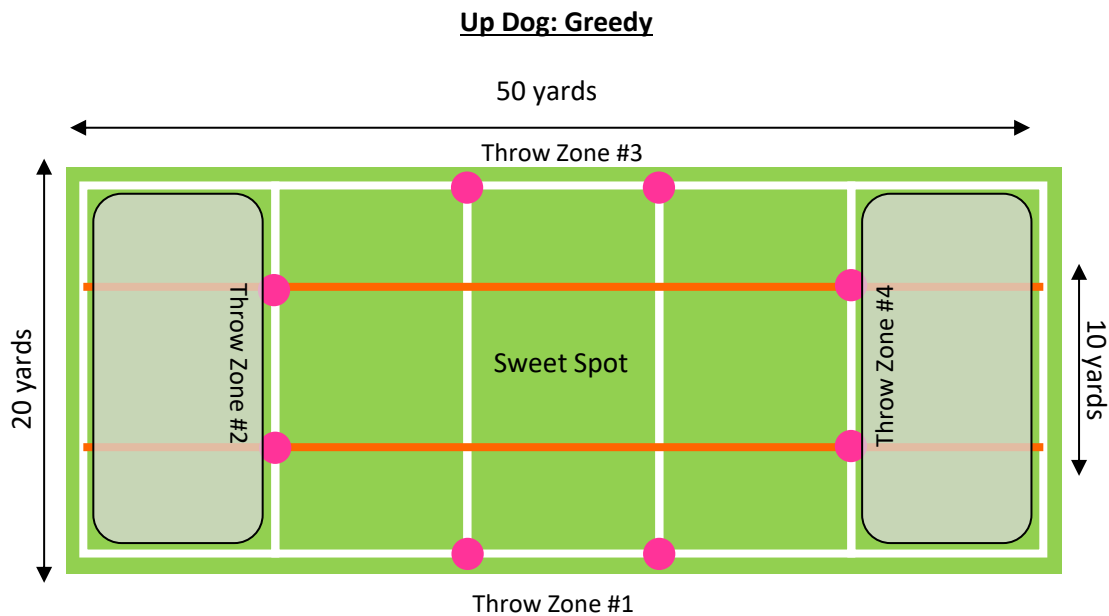 Up Dog: Greedy
50 yards
Throw Zone #3
20 yards
Throw Zone #2
Sweet Spot
Throw Zone #4
10 yards
Throw Zone #1